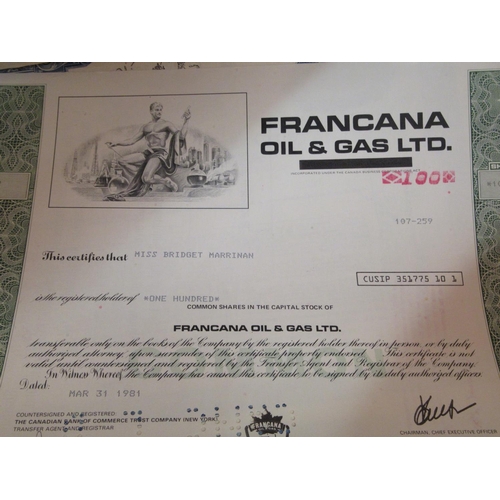 FRANCANA
OIL & GAS LTD.
100
107-259
This certifies that MISS BRIDGET MARRINAN
CUSIP 351775 10 1
is the registered holder of *ONE HUNDRED*
COMMON SHARES IN THE CAPITAL STOCK OF
FRANCANA OIL & GAS LTD.
transferable only on the books of the Company by the registered holder thereof in person, or by duly
authorized attorney, upon surrender of this certificate properly endorsed. This certificate is not
valid until countersigned and registered by the Transfer Agent and Registrar of the Company.
In Witness Whereof the Company has caused this certificate to be signed by its duly authorized officers.
Dated: MAR 31 1981
COUNTERSIGNED AND REGISTERED
THE CANADIAN BANK OF COMMERCE TRUST COMPANY (NEW YORK)
TRANSFER AGENT AND REGISTRAR
FRANCANA
CHAIRMAN, CHIEF EXECUTIVE OFFICER